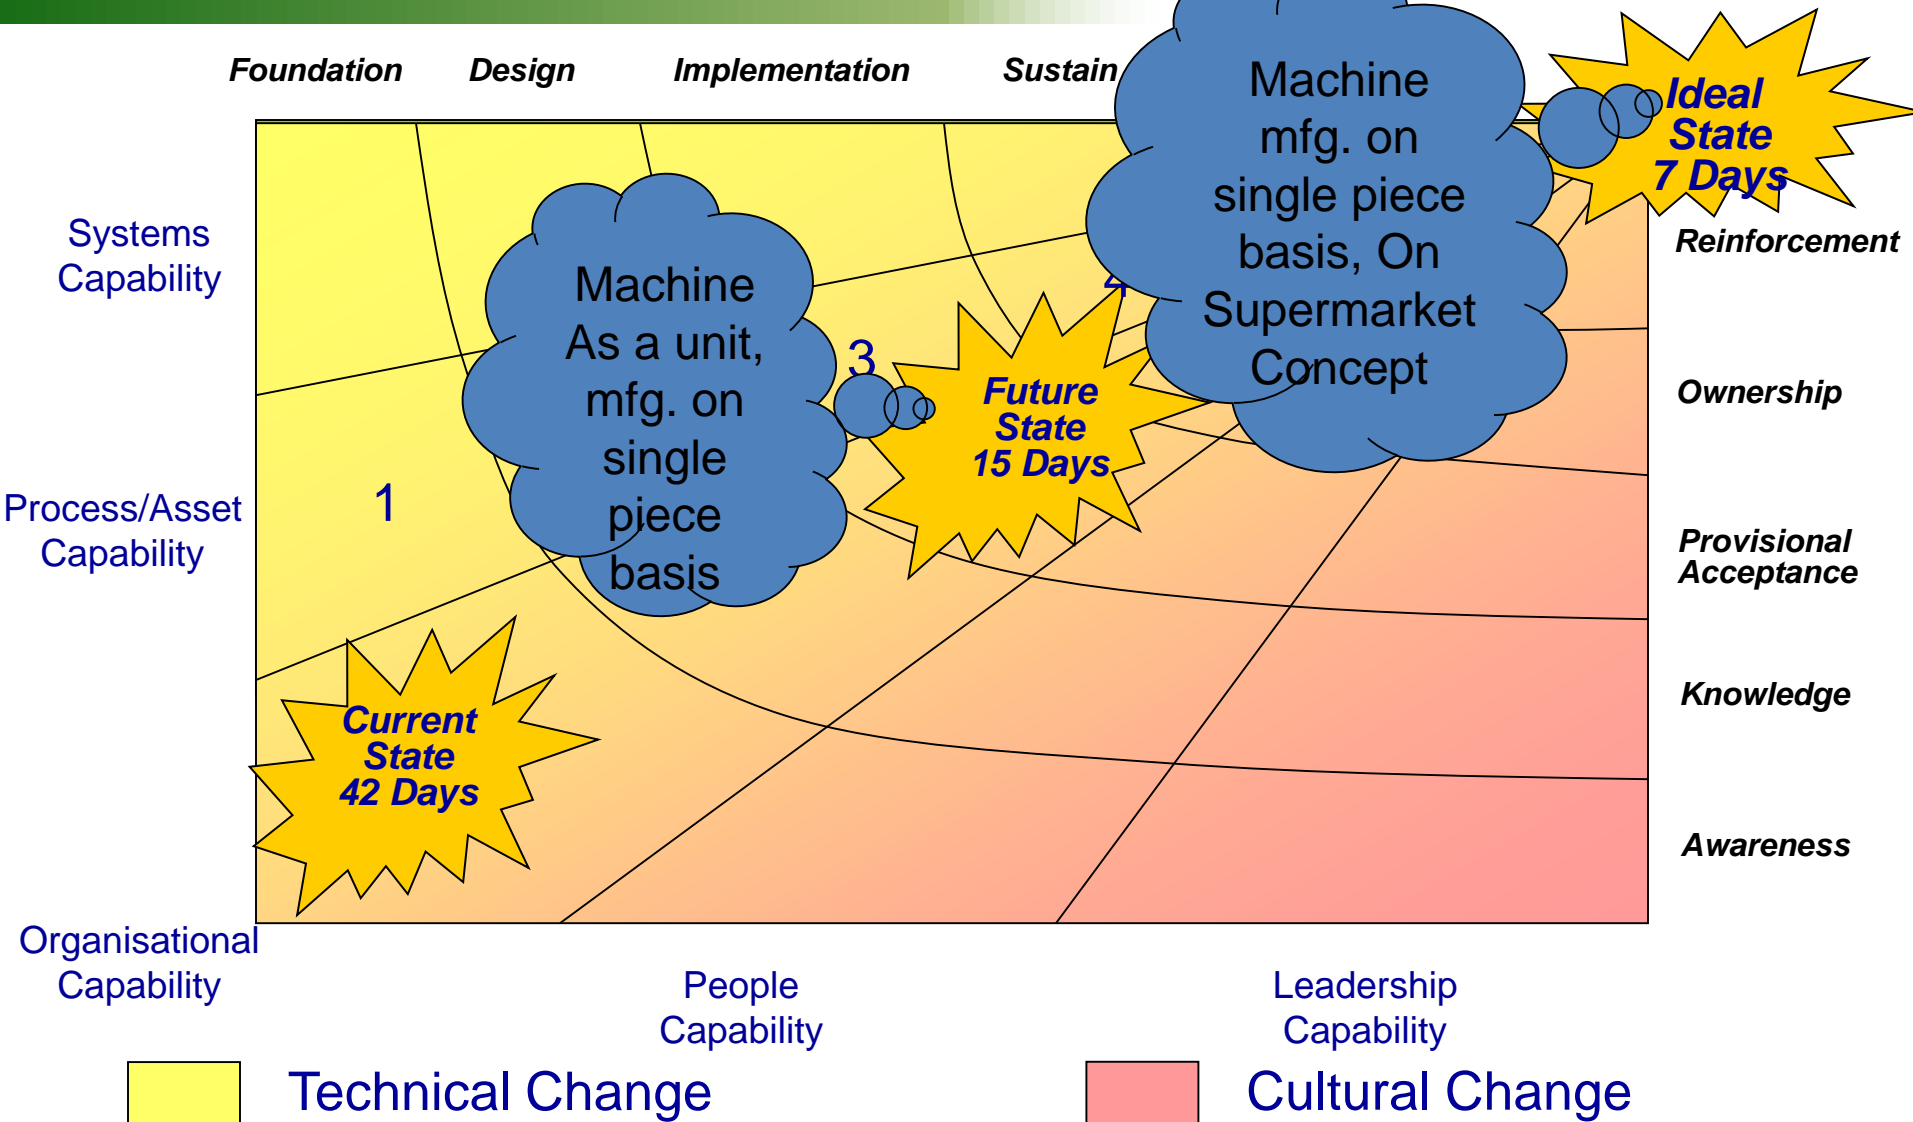 Foundation
Design
Implementation
Sustain
Machine
mfg. on
single piece
basis, On
Supermarket
Concept
Ideal
State
7 Days
Systems
Capability
Reinforcement
Machine
As a unit,
mfg. on
single
piece
basis
3
4
Future
State
15 Days
Ownership
Process/Asset
Capability
1
Provisional
Acceptance
Current
State
42 Days
Knowledge
Awareness
Organisational
Capability
People
Capability
Leadership
Capability
Technical Change
Cultural Change